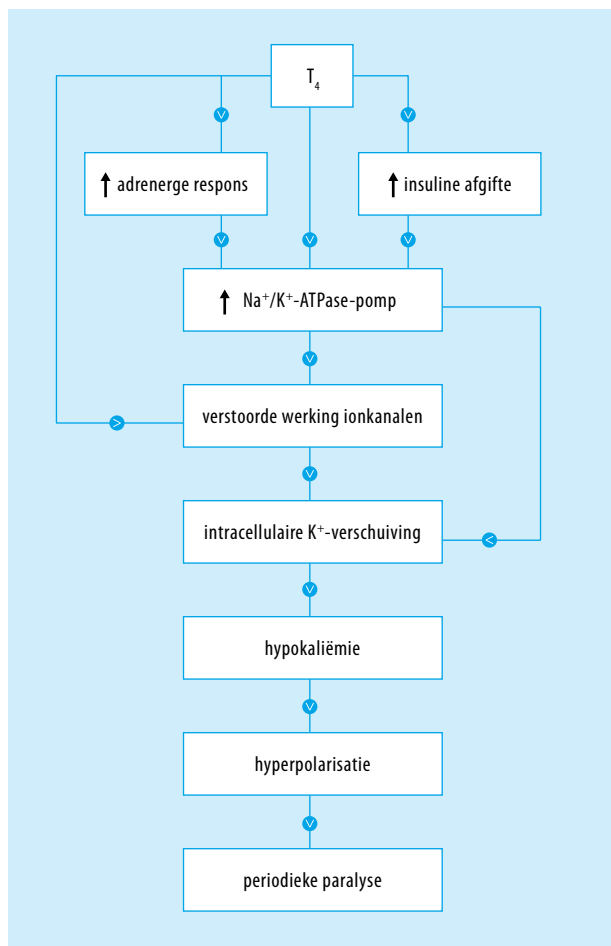 T₄
↑ adrenerge respons
↑ insuline afgifte
↑ Na⁺/K⁺-ATPase-pomp
verstoorde werking ionkanalen
intracellulaire K⁺-verschuiving
hypokaliëmie
hyperpolarisatie
periodieke paralyse